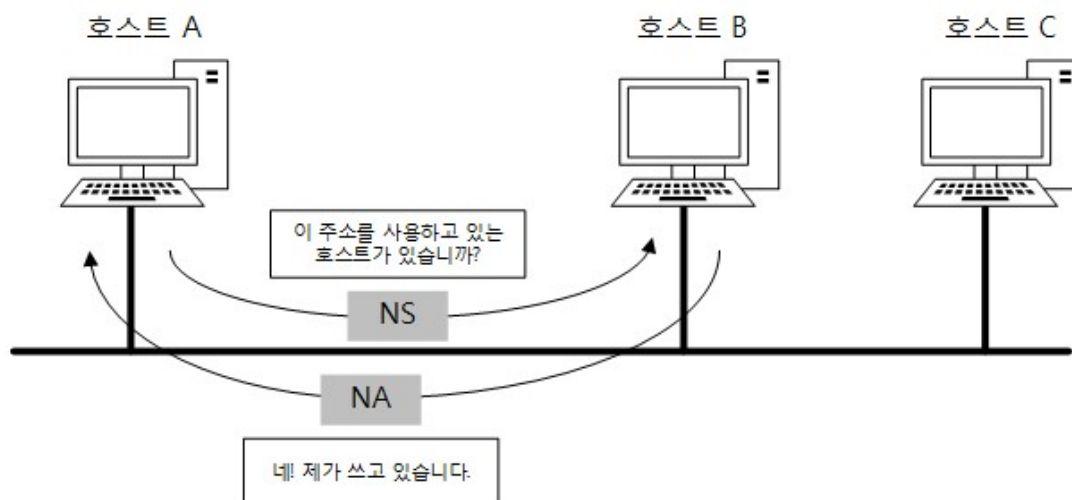 호스트 A
호스트 B
호스트 C
이 주소를 사용하고 있는
호스트가 있습니까?
NS
NA
네! 제가 쓰고 있습니다.